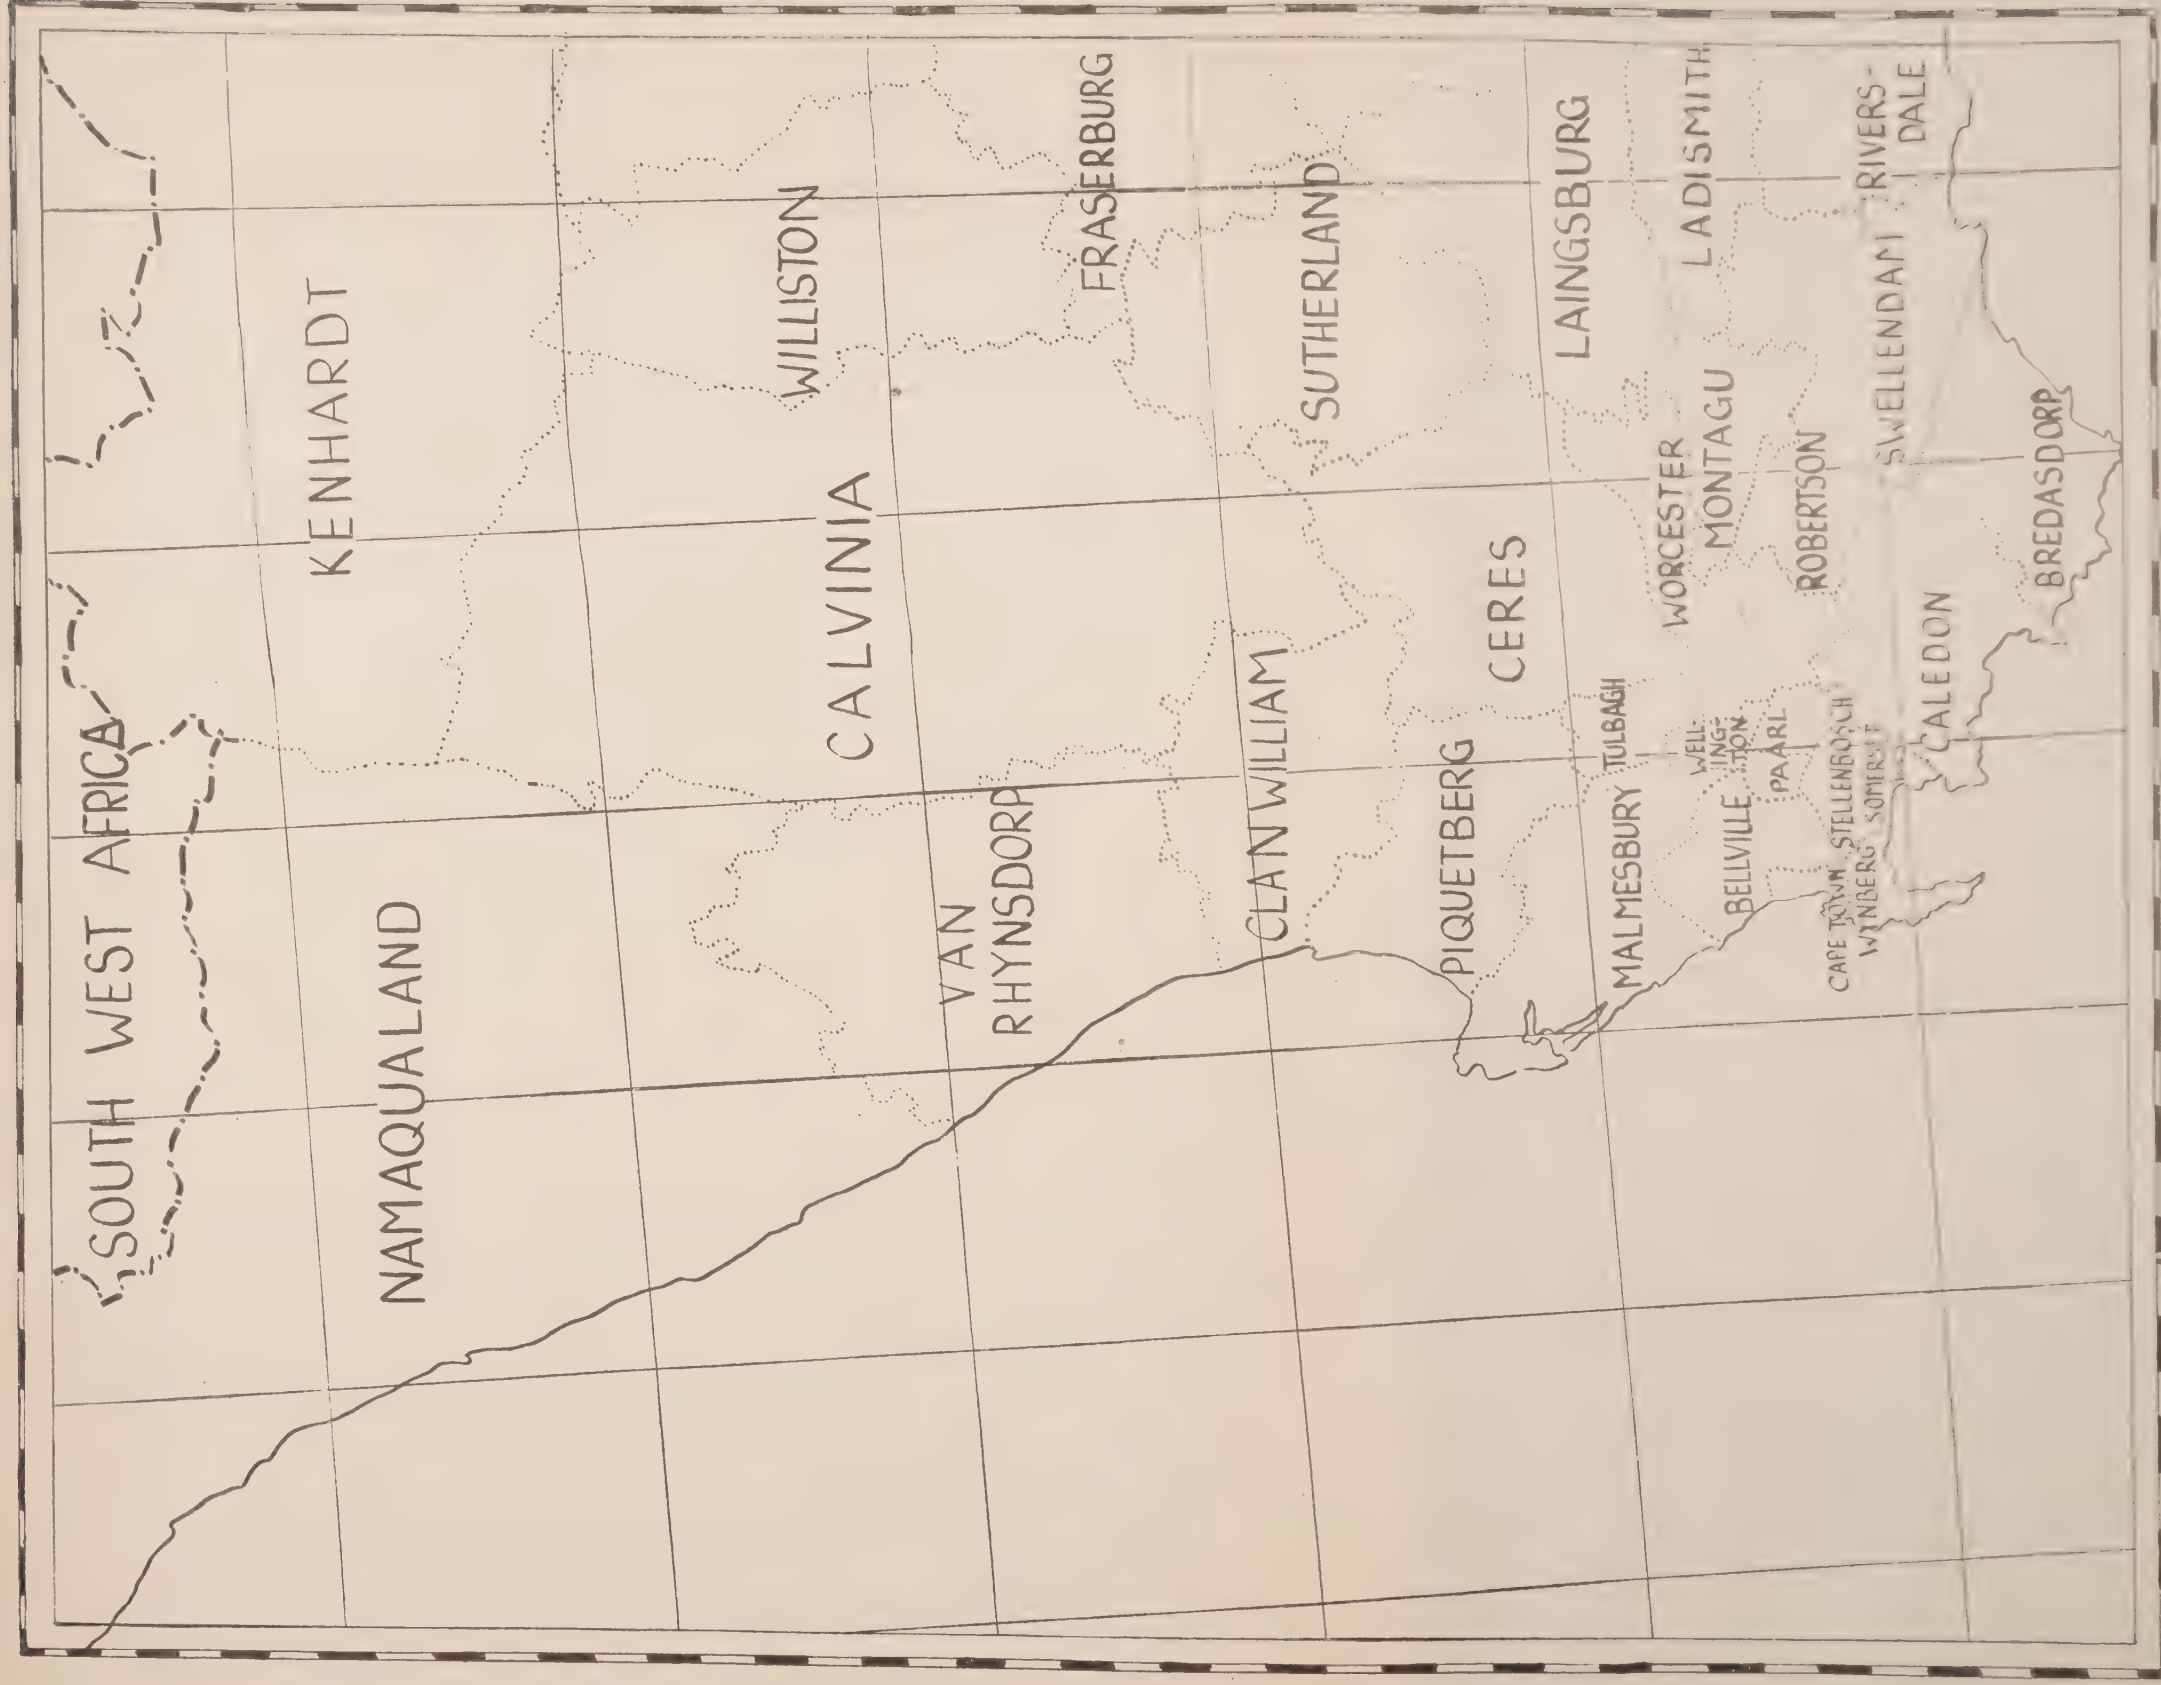 SOUTH WEST AFRICA
KENHARDT
NAMAQUALAND
WILLISTON
CALVINIA
VAN
RHYNSDORP
FRASERBURG
CLANWILLIAM
SUTHERLAND
PIQUETBERG
CERES
LAINGSBURG
MALMESBURY
TULBAGH
WORCESTER
LADISMITH
MONTAGU
WELL-
ING-
TON
BELLVILLE
PAARL
ROBERTSON
CAPE TOWN
STELLENBOSCH
WYNBERG
SOMERSET
RIVERS-
DALE
SWELLENDAM
CALEDON
BREDASDORP